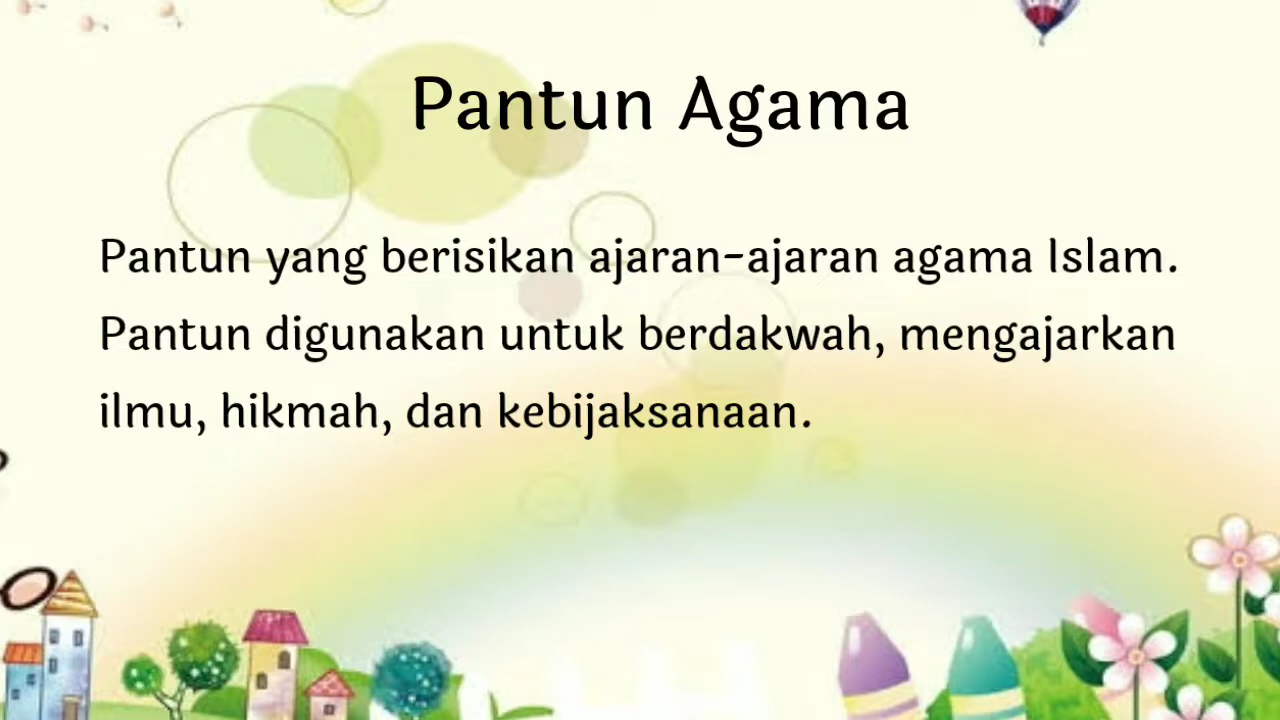 Pantun Agama
Pantun yang berisikan ajaran-ajaran agama Islam.
Pantun digunakan untuk berdakwah, mengajarkan
ilmu, hikmah, dan kebijaksanaan.